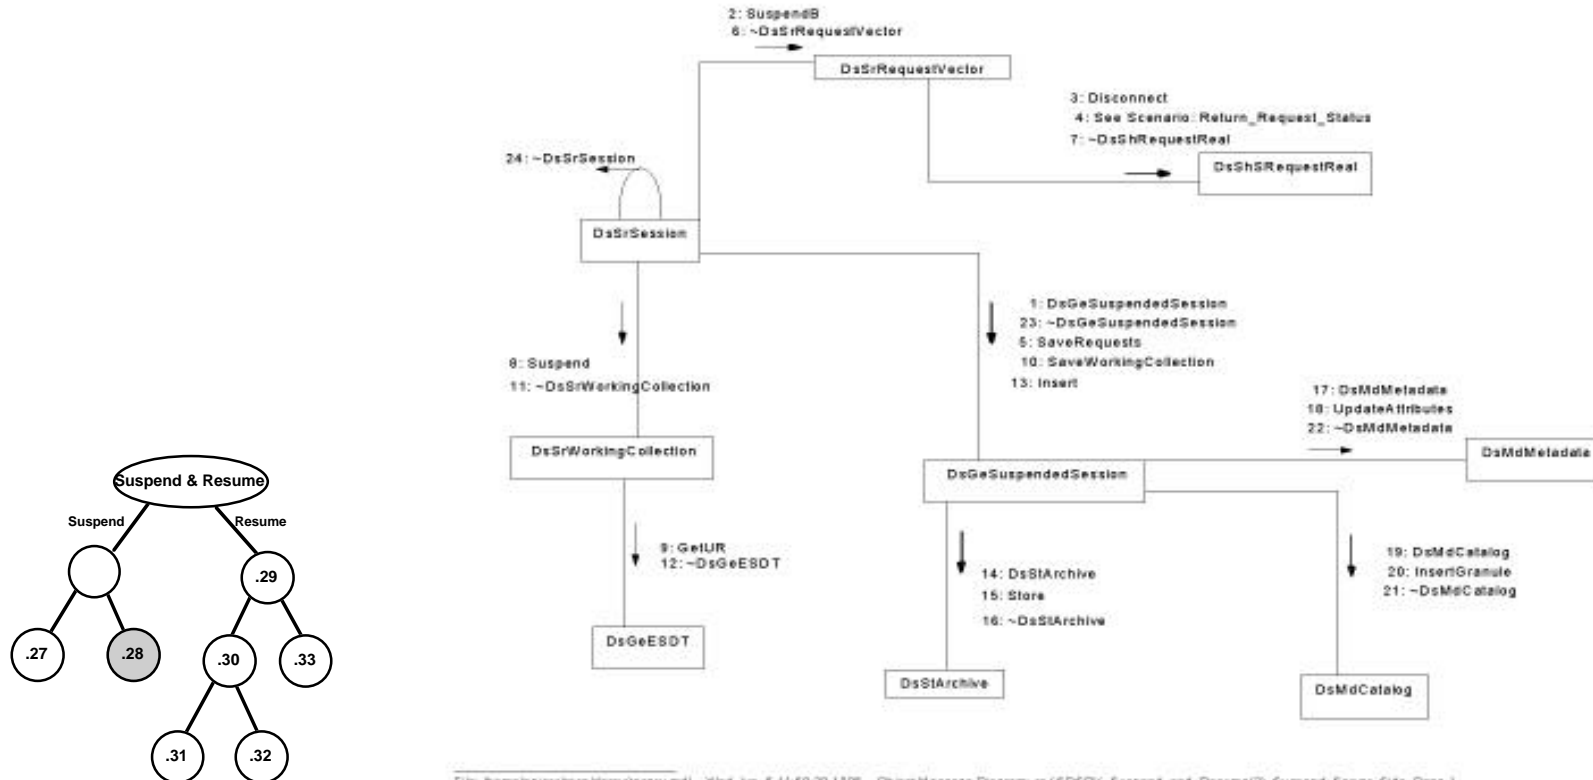 2: SuspendB
6: ~DsSrRequestVector
DsSrRequestVector
3: Disconnect
4: See Scenario: Return_Request_Status
7: ~DsShRequestReal
DsShSRequestReal
24: ~DsSrSession
DsSrSession
1: DsGeSuspendedSession
23: ~DsGeSuspendedSession
5: SaveRequests
10: SaveWorkingCollection
13: Insert
8: Suspend
11: ~DsSrWorkingCollection
17: DsMdMetadata
18: UpdateAttributes
22: ~DsMdMetadata
DsMdMetadata
DsSrWorkingCollection
DsGeSuspendedSession
9: GetUR
12: ~DsGeESDT
14: DsStArchive
15: Store
16: ~DsStArchive
19: DsMdCatalog
20: InsertGranule
21: ~DsMdCatalog
DsGeESDT
DsStArchive
DsMdCatalog
Suspend & Resume
Suspend
Resume
.29
.27
.28
.30
.33
.31
.32